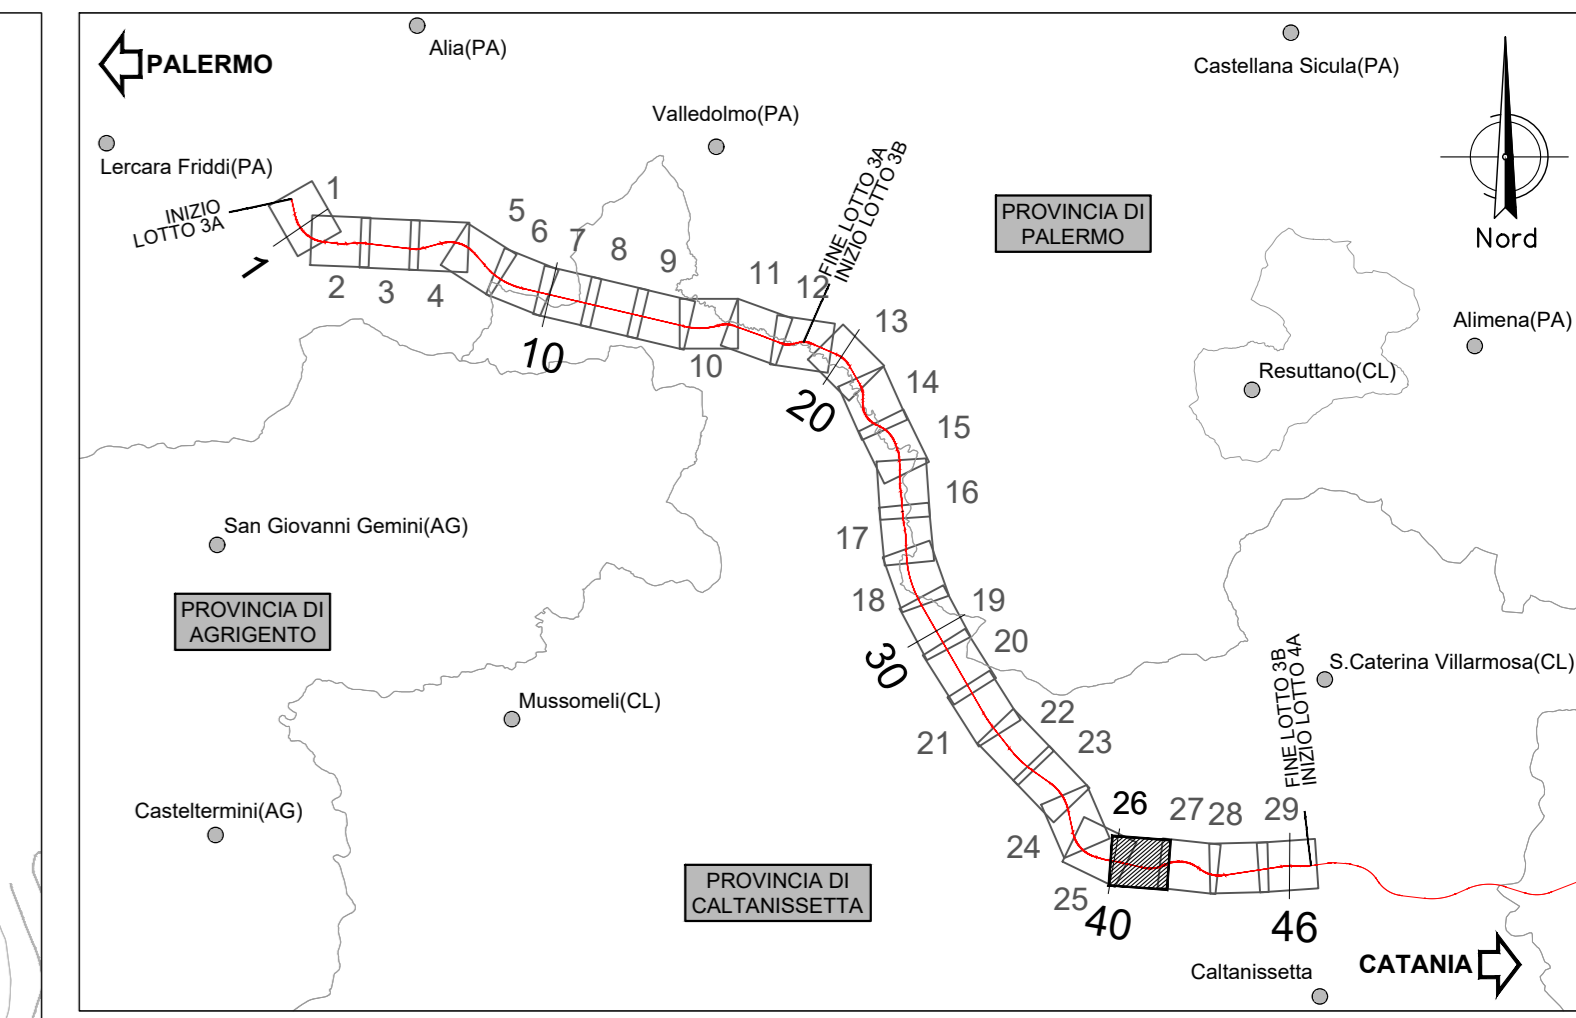 Alia(PA)
PALERMO
Castellana Sicula(PA)
Valledolmo(PA)
Lercara Friddi(PA)
INIZIO
LOTTO 3A
FINE LOTTO 3A
INIZIO LOTTO 3B
PROVINCIA DI
PALERMO
Nord
1
1
2
3
4
5
6
7
8
9
10
10
11
12
13
14
15
16
17
18
19
20
20
21
22
23
24
25
26
27
28
29
30
40
46
Alimena(PA)
Resuttano(CL)
San Giovanni Gemini(AG)
PROVINCIA DI
AGRIGENTO
Mussomeli(CL)
S.Caterina Villarmosa(CL)
FINE LOTTO 3B
INIZIO LOTTO 4A
Casteltermini(AG)
PROVINCIA DI
CALTANISSETTA
Caltanissetta
CATANIA